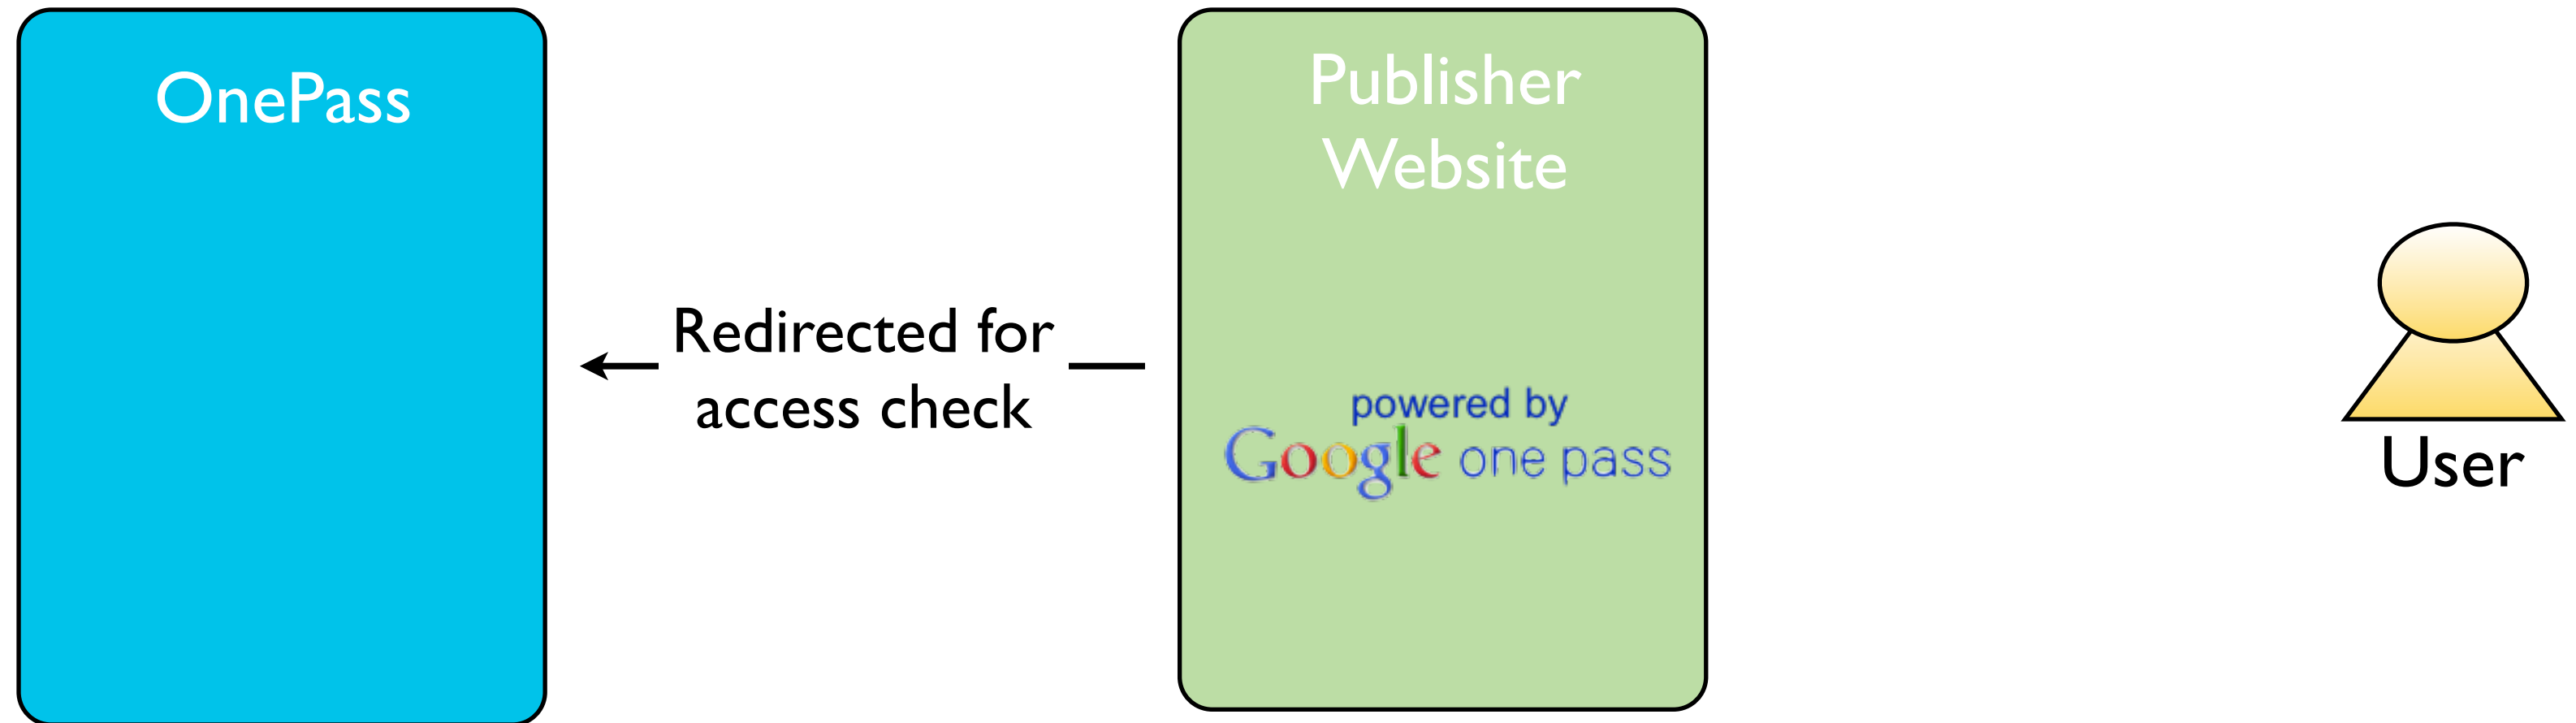 OnePass
Redirected for
access check
Publisher
Website
powered by
Google one pass
User